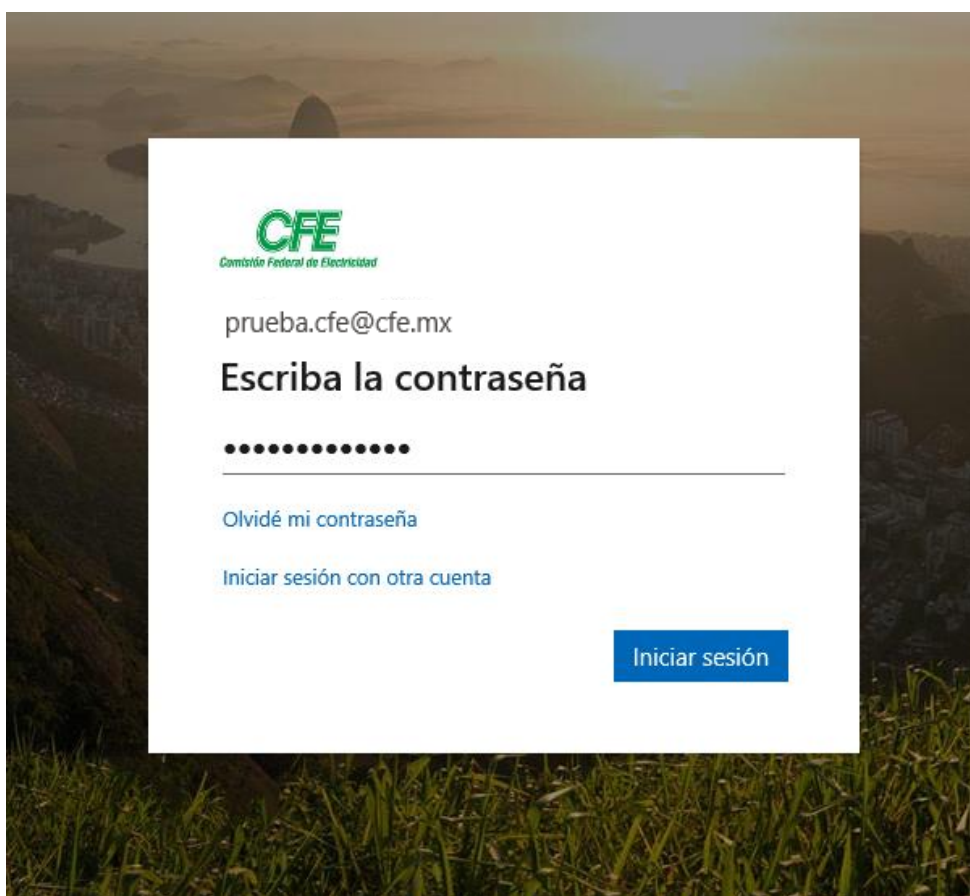 CFE
Comisión Federal de Electricidad
prueba.cfe@cfe.mx
Escriba la contraseña
•••••••••••••
Olvidé mi contraseña
Iniciar sesión con otra cuenta
Iniciar sesión